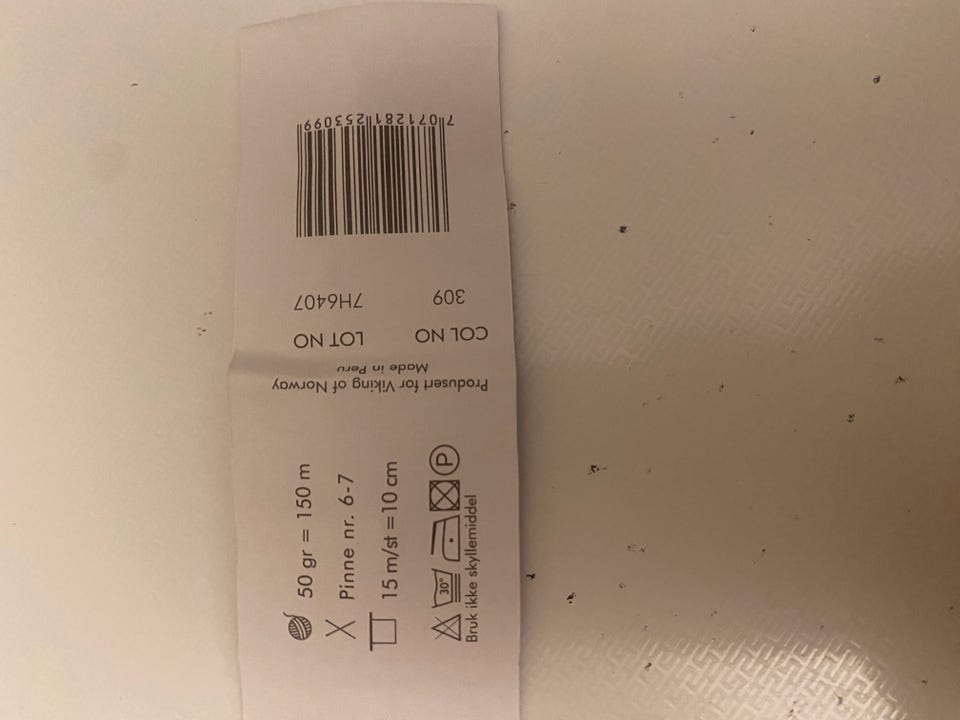 50 gr = 150 m
Pinne nr. 6-7
15 m/st = 10 cm
30°
P
Bruk ikke skyllemiddel
Produsert for Viking of Norway
Made in Peru
COL NO LOT NO
309 7H6407
7 071281 253099